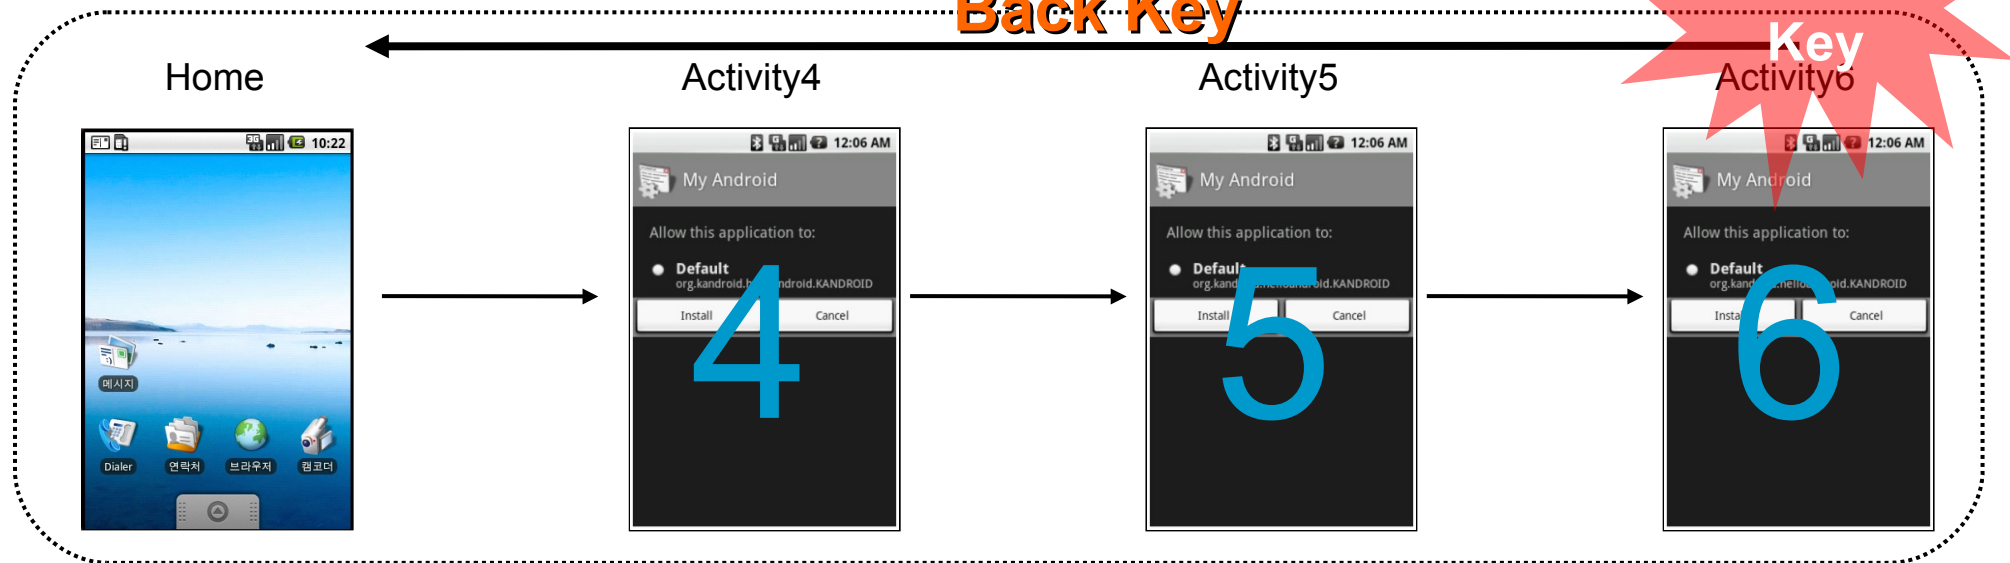 Back Key
Key
Home
Activity4
Activity5
Activity6
10:22
메시지
Dialer
연락처
브라우저
캠코더
12:06 AM
My Android
Allow this application to:
Default
Install
Cancel
4
12:06 AM
My Android
Allow this application to:
Default
Install
Cancel
5
12:06 AM
My Android
Allow this application to:
Default
Cancel
6